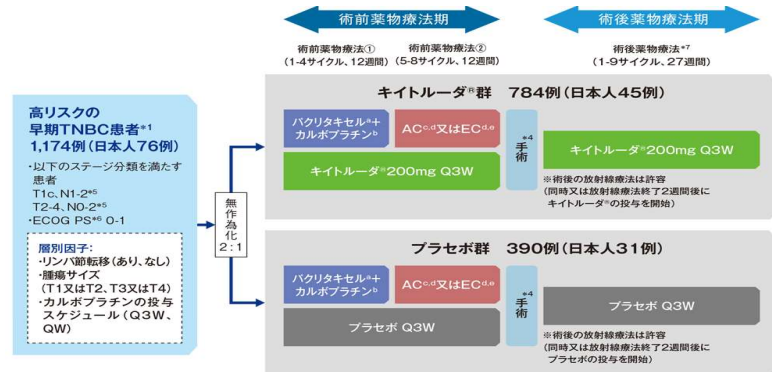 術前薬物療法期
術後薬物療法期
術前薬物療法①
(1-4サイクル、12週間)
術前薬物療法②
(5-8サイクル、12週間)
術後薬物療法*7
(1-9サイクル、27週間)
高リスクの
早期TNBC患者*1
1,174例(日本人76例)
・以下のステージ分類を満たす
患者
T1c、N1-2*5
T2-4、N0-2*5
・ECOG PS*6 0-1
層別因子:
・リンパ節転移(あり、なし)
・腫瘍サイズ
(T1又はT2、T3又はT4)
・カルボプラチンの投与
スケジュール(Q3W、
QW)
無作為化
2:1
キイトルーダ®群 784例(日本人45例)
パクリタキセルa+
カルボプラチンb
ACc,d又はECd,e
キイトルーダ®200mg Q3W
手術*4
キイトルーダ®200mg Q3W
※術後の放射線療法は許容
(同時又は放射線療法終了2週間後に
キイトルーダ®の投与を開始)
プラセボ群 390例(日本人31例)
パクリタキセルa+
カルボプラチンb
ACc,d又はECd,e
プラセボ Q3W
手術*4
プラセボ Q3W
※術後の放射線療法は許容
(同時又は放射線療法終了2週間後に
プラセボの投与を開始)